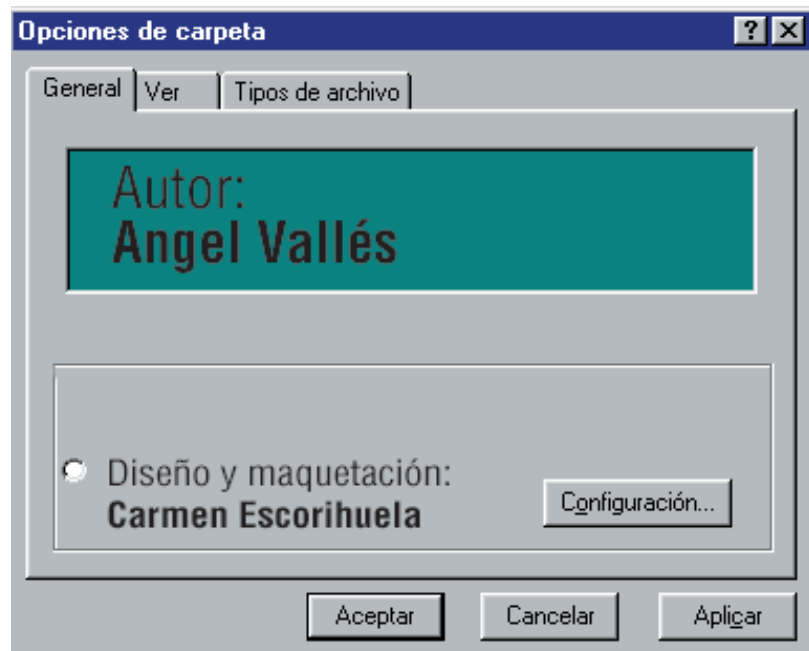 Opciones de carpeta
General Ver Tipos de archivo
Autor:
Angel Vallés
Diseño y maquetación:
Carmen Escorihuela
Configuración...
Aceptar Cancelar Aplicar